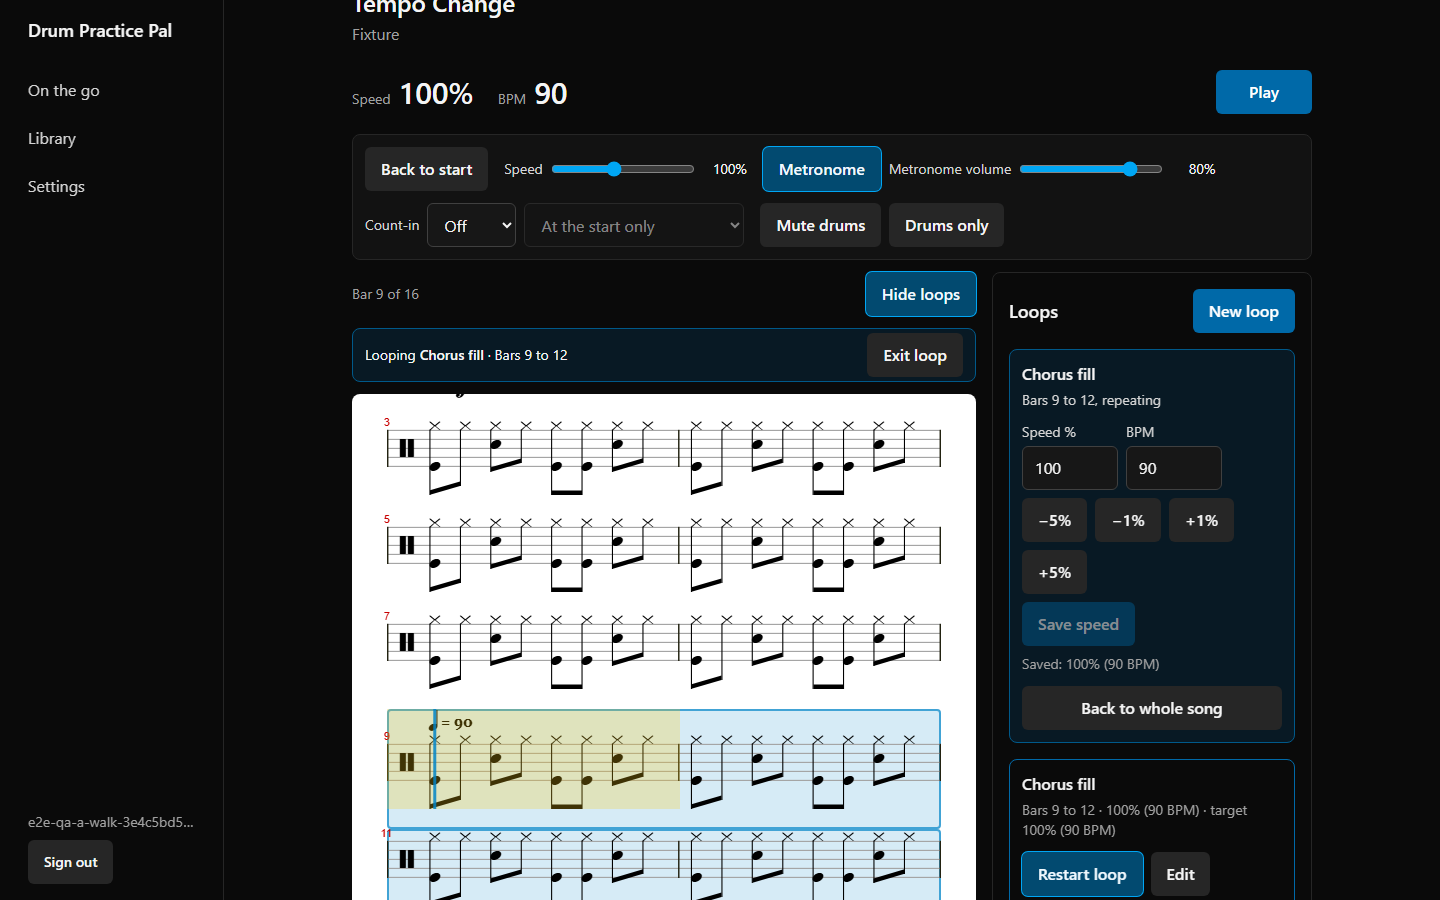 Drum Practice Pal
On the go
Library
Settings
e2e-qa-a-walk-3e4c5bd5...
Sign out
Tempo Change
Fixture
Speed 100% BPM 90
Play
Back to start Speed 100% Metronome Metronome volume 80%
Count-in Off At the start only Mute drums Drums only
Bar 9 of 16
Hide loops
Looping Chorus fill · Bars 9 to 12
Exit loop
3
5
7
= 90
9
11
Loops
New loop
Chorus fill
Bars 9 to 12, repeating
Speed % BPM
100 90
−5% −1% +1%
+5%
Save speed
Saved: 100% (90 BPM)
Back to whole song
Chorus fill
Bars 9 to 12 · 100% (90 BPM) · target
100% (90 BPM)
Restart loop Edit